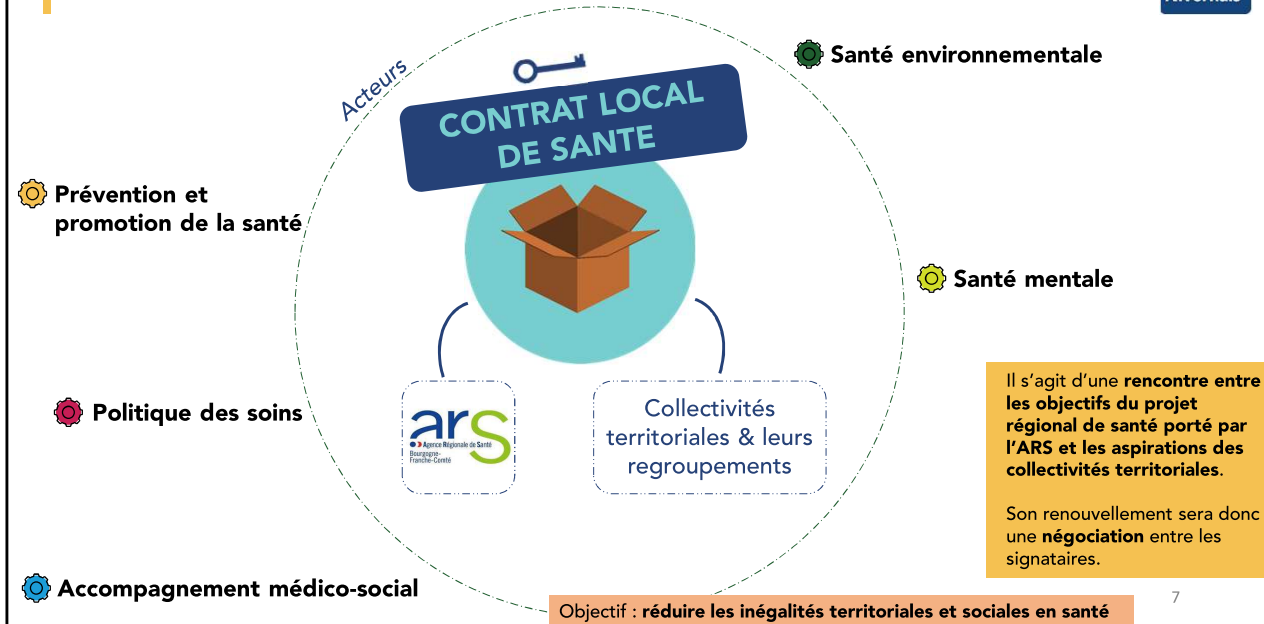 Acteurs
CONTRAT LOCAL
DE SANTE
Santé environnementale
Prévention et
promotion de la santé
Santé mentale
Politique des soins
ars
Agence Régionale de Santé
Bourgogne-
Franche-Comté
Collectivités
territoriales & leurs
regroupements
Il s’agit d’une rencontre entre
les objectifs du projet
régional de santé porté par
l’ARS et les aspirations des
collectivités territoriales.
Son renouvellement sera donc
une négociation entre les
signataires.
Accompagnement médico-social
Objectif : réduire les inégalités territoriales et sociales en santé
7